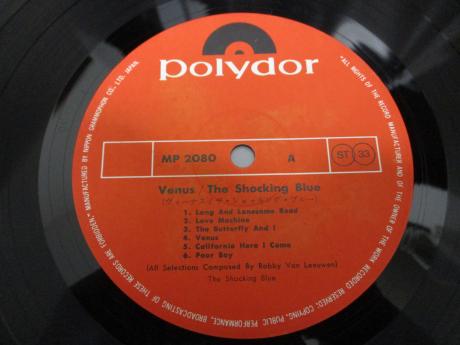 polydor
MP 2080 A ST 33
Venus / The Shocking Blue
(ヴィーナス/ザ・ショッキング・ブルー)
1. Long And Lonesome Road
2. Love Machine
3. The Butterfly And I
4. Venus
5. California Here I Come
6. Poor Boy
(All Selections Composed By Robby Van Leeuwen)
The Shocking Blue
"ALL RIGHTS OF THE RECORD MANUFACTURER AND OF THE OWNER OF THE WORK RECORDED RESERVED: COPYING, PUBLIC PERFORMANCE, BROADCASTING OF THESE RECORDS ARE FORBIDDEN." MANUFACTURED BY NIPPON GRAMMOPHON CO., LTD. JAPAN.